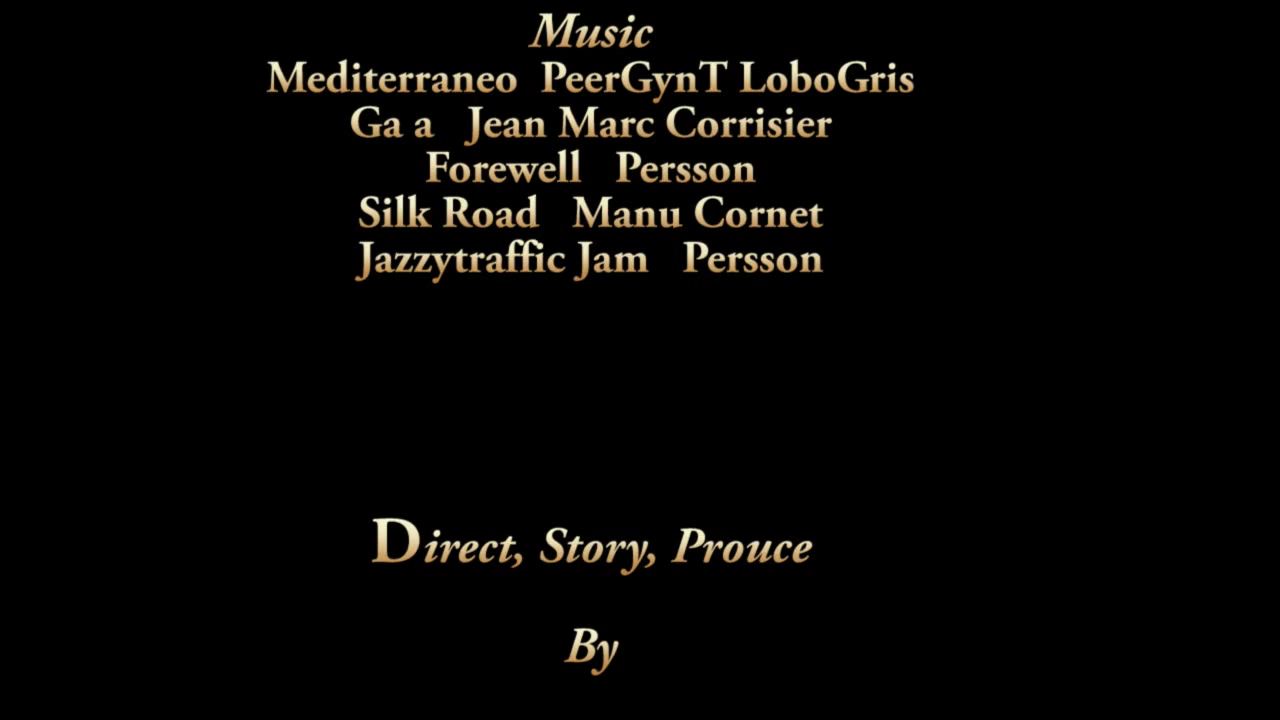 Music
Mediterraneo PeerGynT LoboGris
Ga a Jean Marc Corrisier
Forewell Persson
Silk Road Manu Cornet
Jazzytraffic Jam Persson
Direct, Story, Prouce
By